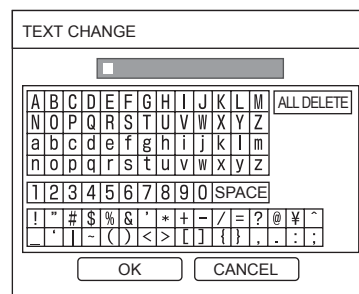 TEXT CHANGE
A B C D E F G H I J K L M ALL DELETE
N O P Q R S T U V W X Y Z
a b c d e f g h i j k l m
n o p q r s t u v w x y z
1 2 3 4 5 6 7 8 9 0 SPACE
! " # $ % & ' * + - / = ? @ ¥ ^
_ ` | ~ ( ) < > [ ] { } , . : ;
OK CANCEL